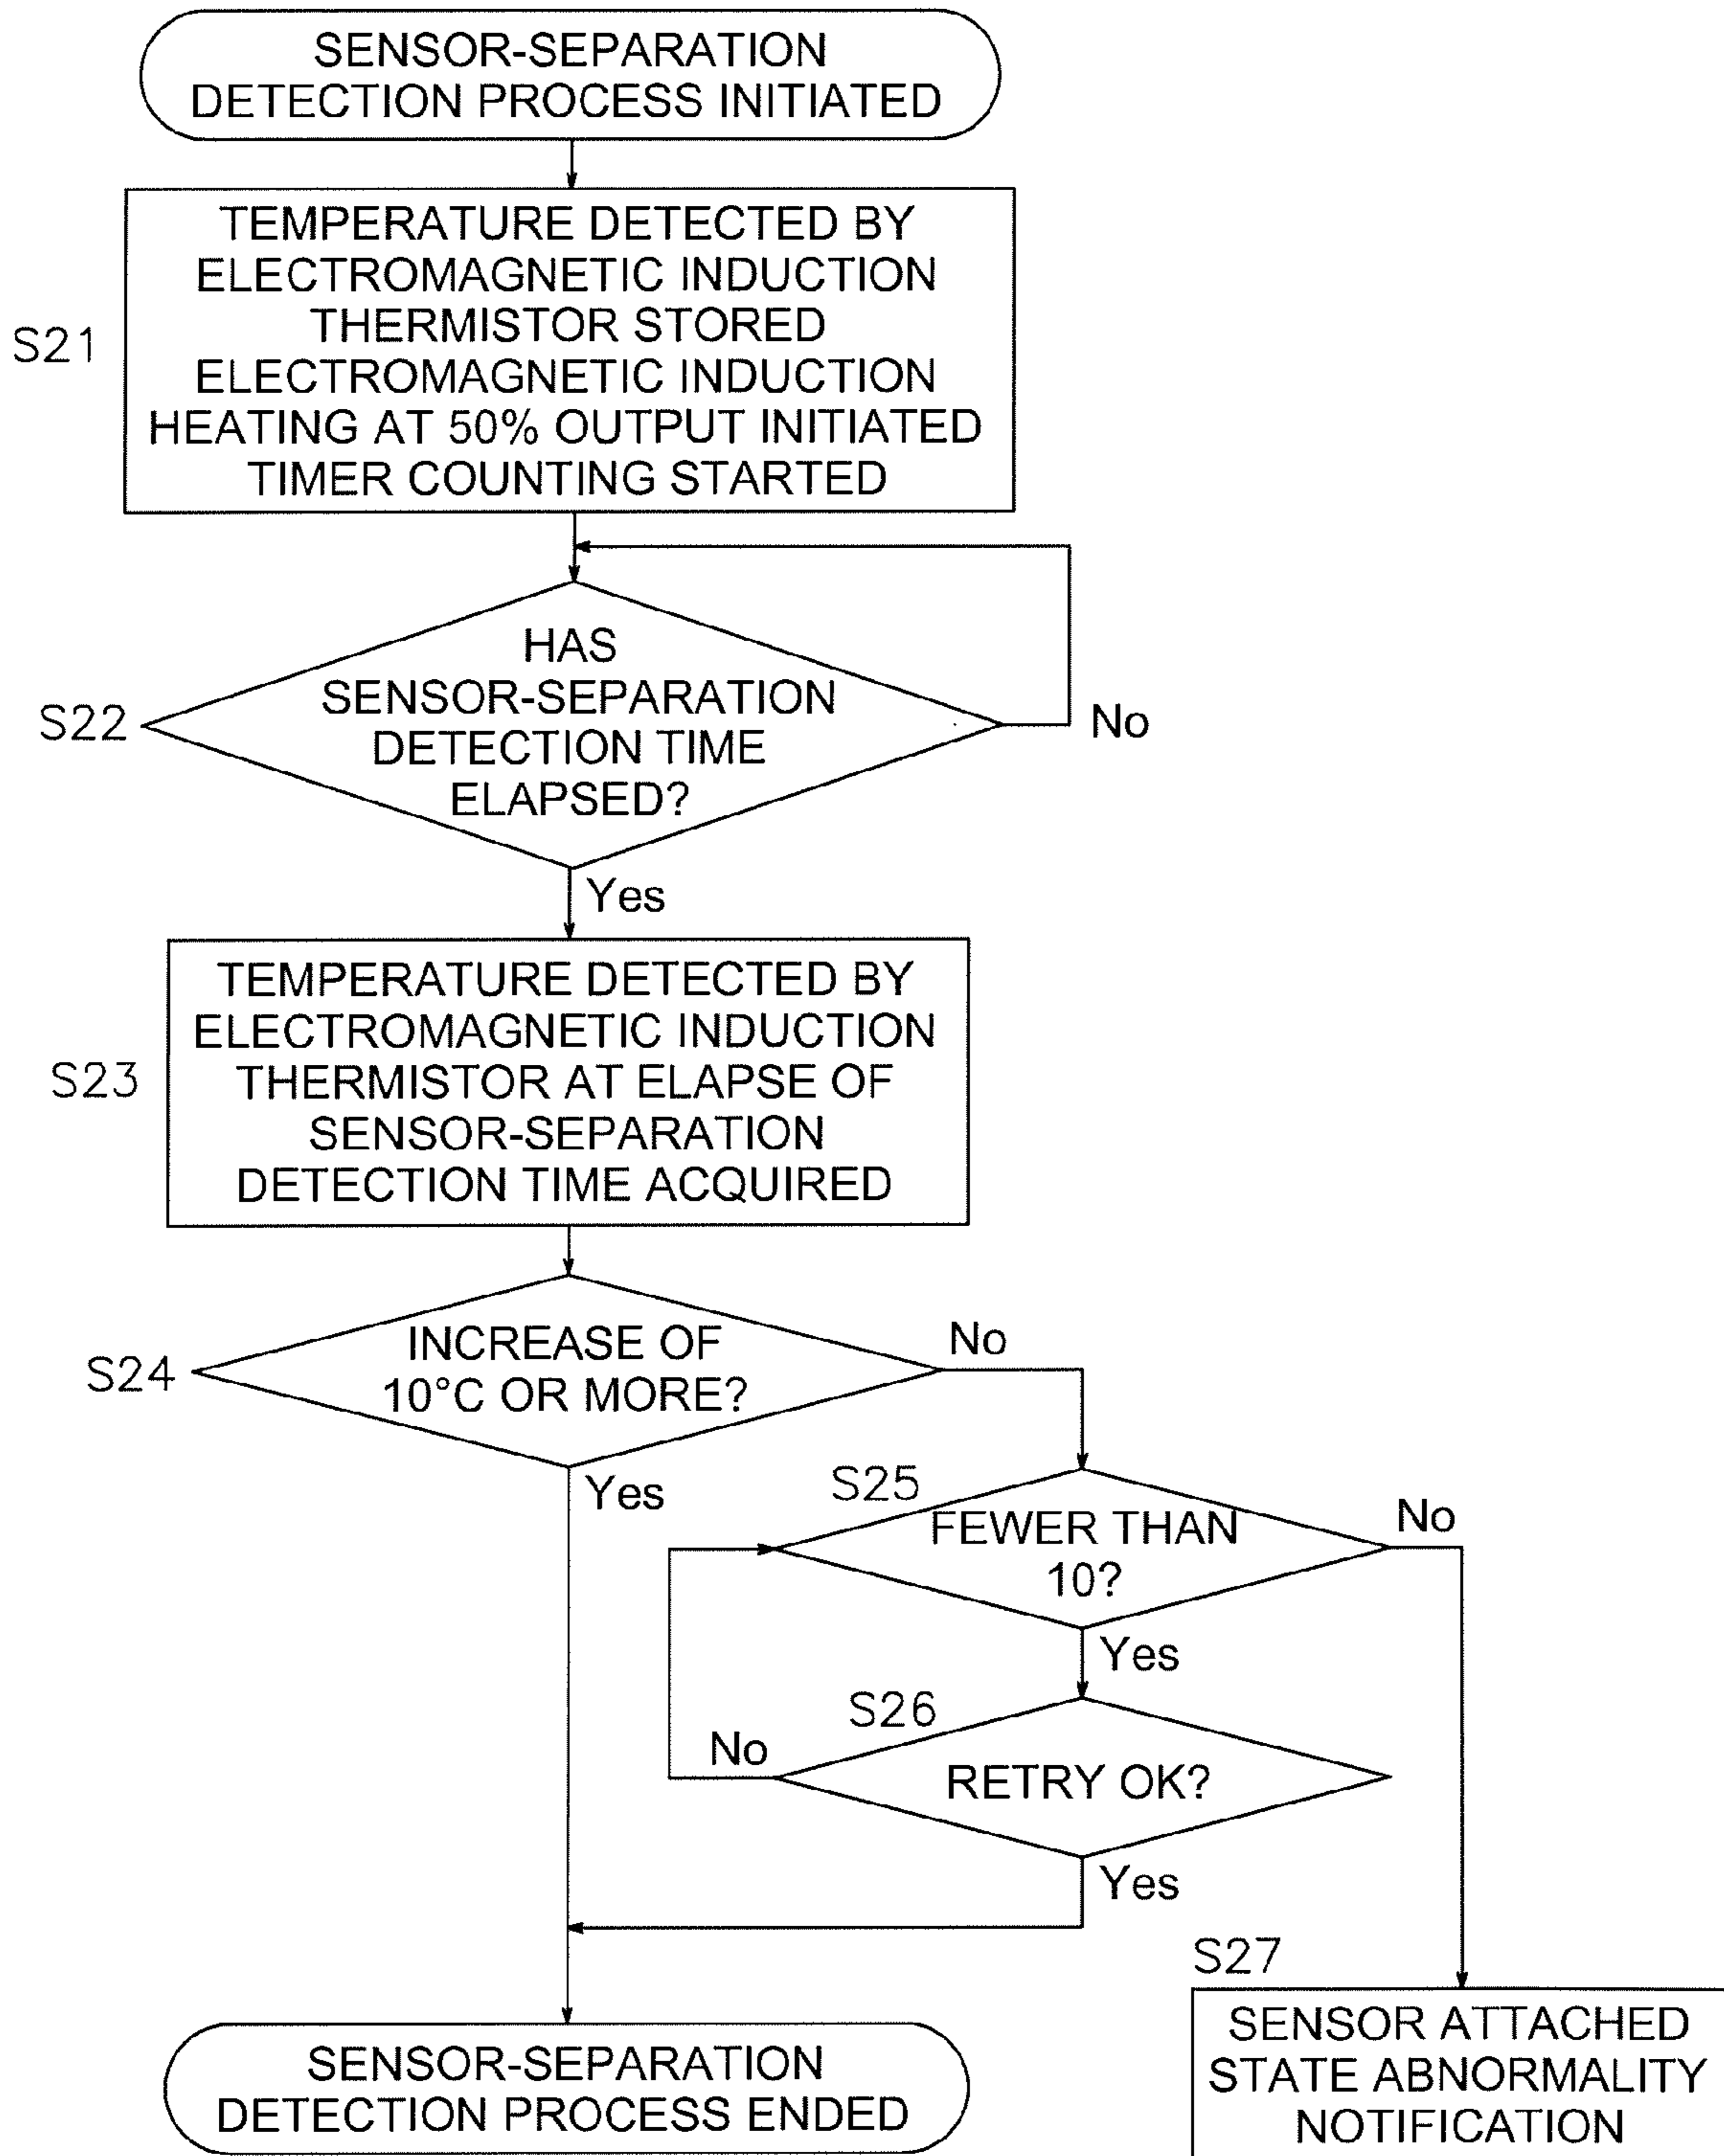 SENSOR-SEPARATION
DETECTION PROCESS INITIATED
S21
TEMPERATURE DETECTED BY
ELECTROMAGNETIC INDUCTION
THERMISTOR STORED
ELECTROMAGNETIC INDUCTION
HEATING AT 50% OUTPUT INITIATED
TIMER COUNTING STARTED
S22
HAS
SENSOR-SEPARATION
DETECTION TIME
ELAPSED?
No
Yes
S23
TEMPERATURE DETECTED BY
ELECTROMAGNETIC INDUCTION
THERMISTOR AT ELAPSE OF
SENSOR-SEPARATION
DETECTION TIME ACQUIRED
S24
INCREASE OF
10°C OR MORE?
No
Yes
S25
FEWER THAN
10?
No
Yes
S26
RETRY OK?
No
Yes
S27
SENSOR ATTACHED
STATE ABNORMALITY
NOTIFICATION
SENSOR-SEPARATION
DETECTION PROCESS ENDED